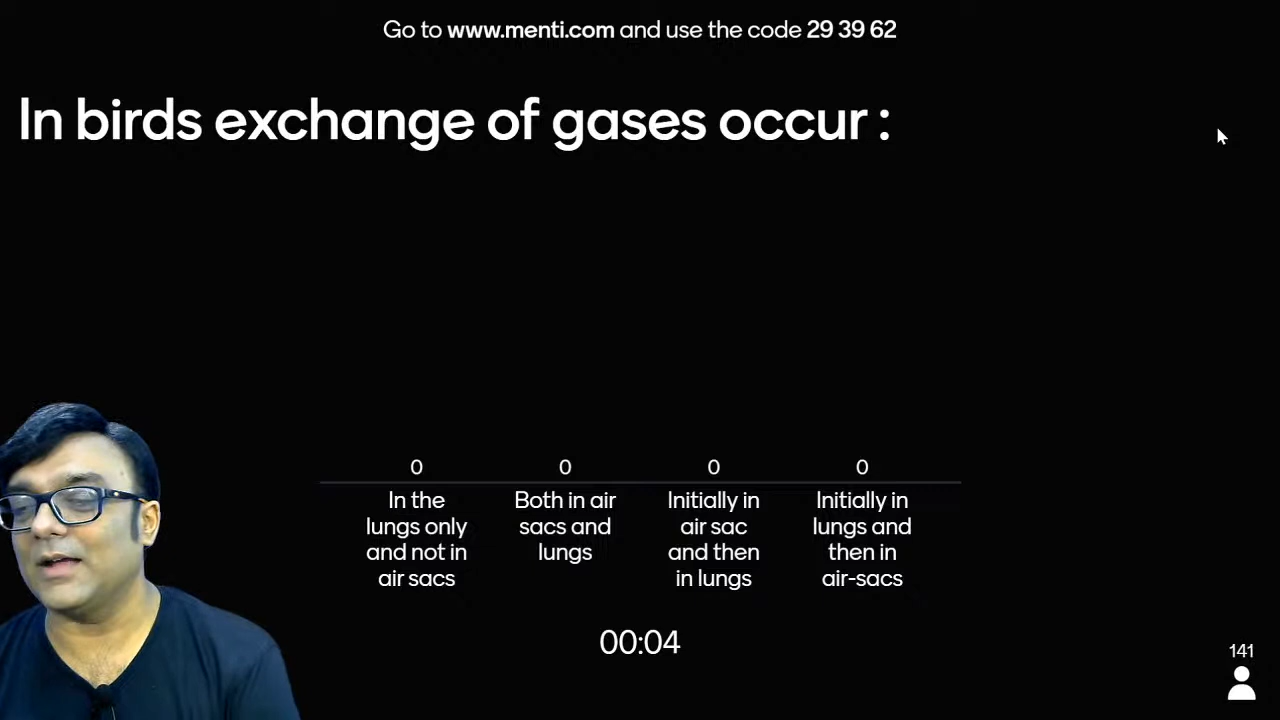 Go to www.menti.com and use the code 29 39 62
In birds exchange of gases occur :
0
0
0
0
In the
lungs only
and not in
air sacs
Both in air
sacs and
lungs
Initially in
air sac
and then
in lungs
Initially in
lungs and
then in
air-sacs
00:04
141